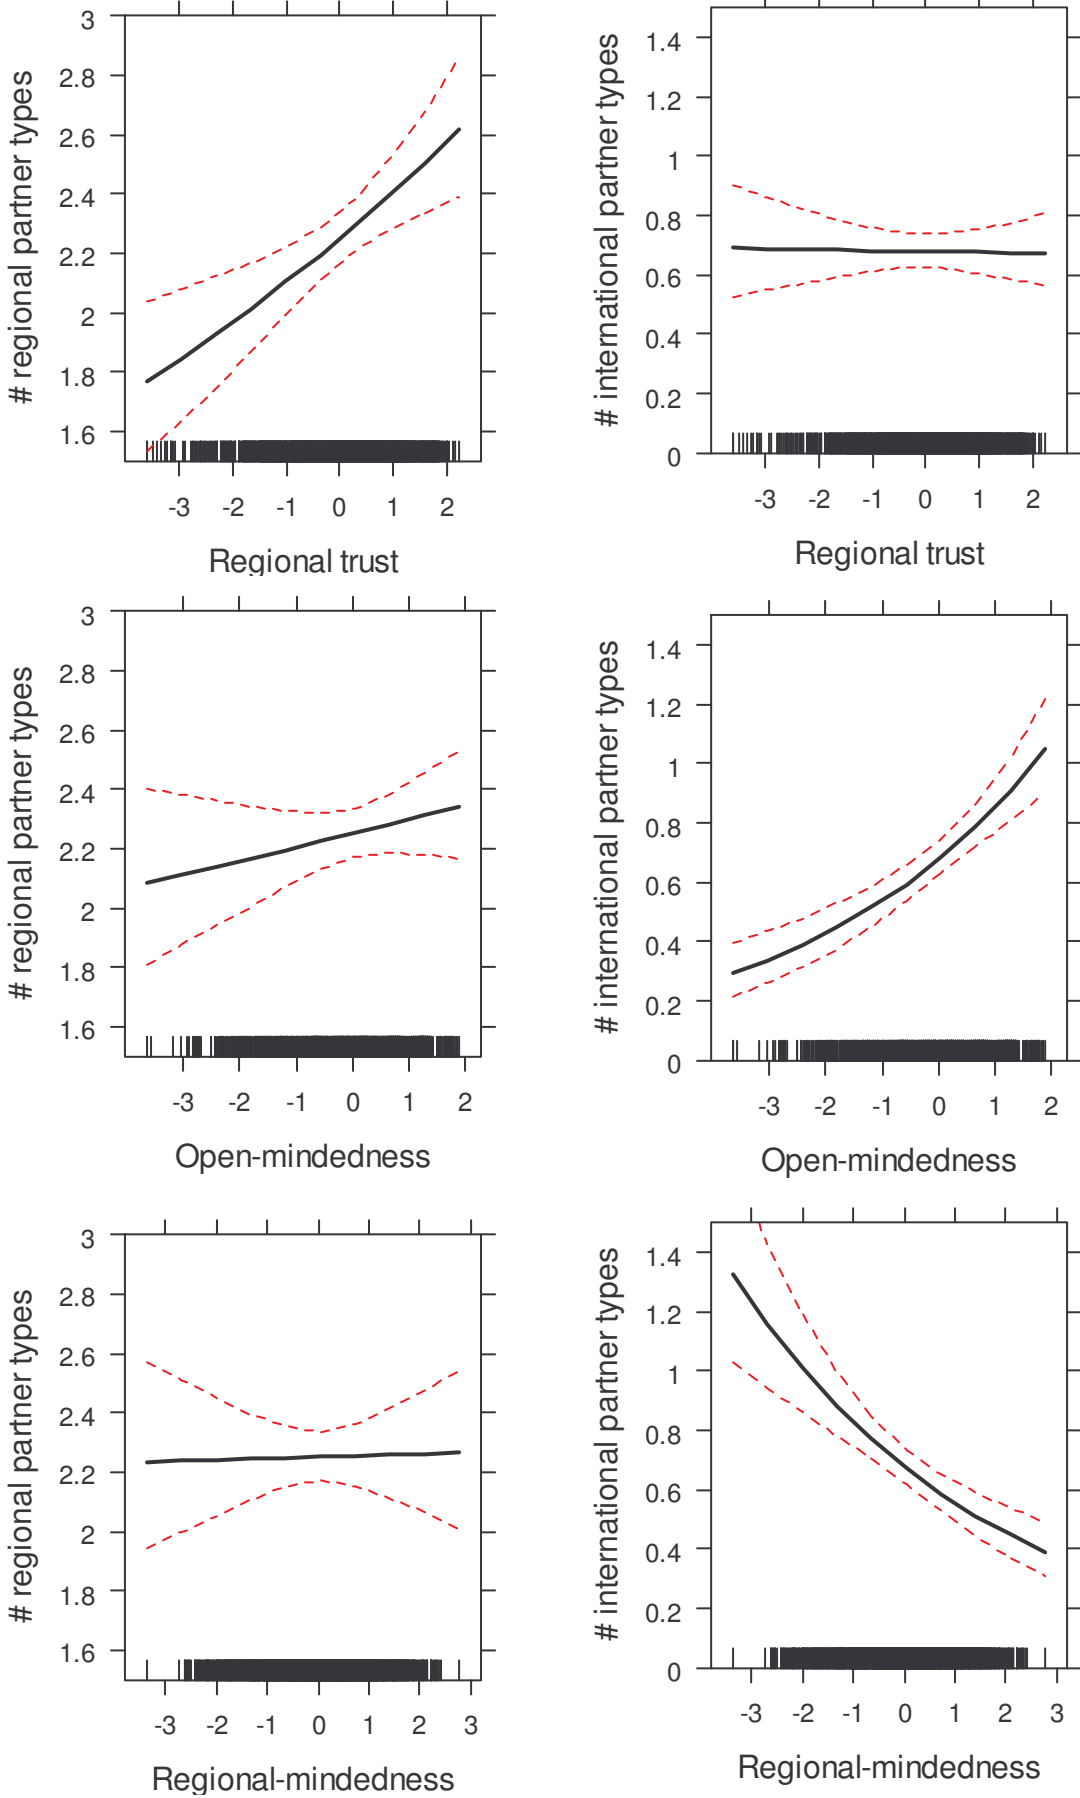 # regional partner types
3
2.8
2.6
2.4
2.2
2
1.8
1.6
-3 -2 -1 0 1 2
Regional trust
# international partner types
1.4
1.2
1
0.8
0.6
0.4
0.2
0
-3 -2 -1 0 1 2
Regional trust
# regional partner types
3
2.8
2.6
2.4
2.2
2
1.8
1.6
-3 -2 -1 0 1 2
Open-mindedness
# international partner types
1.4
1.2
1
0.8
0.6
0.4
0.2
0
-3 -2 -1 0 1 2
Open-mindedness
# regional partner types
3
2.8
2.6
2.4
2.2
2
1.8
1.6
-3 -2 -1 0 1 2 3
Regional-mindedness
# international partner types
1.4
1.2
1
0.8
0.6
0.4
0.2
0
-3 -2 -1 0 1 2 3
Regional-mindedness